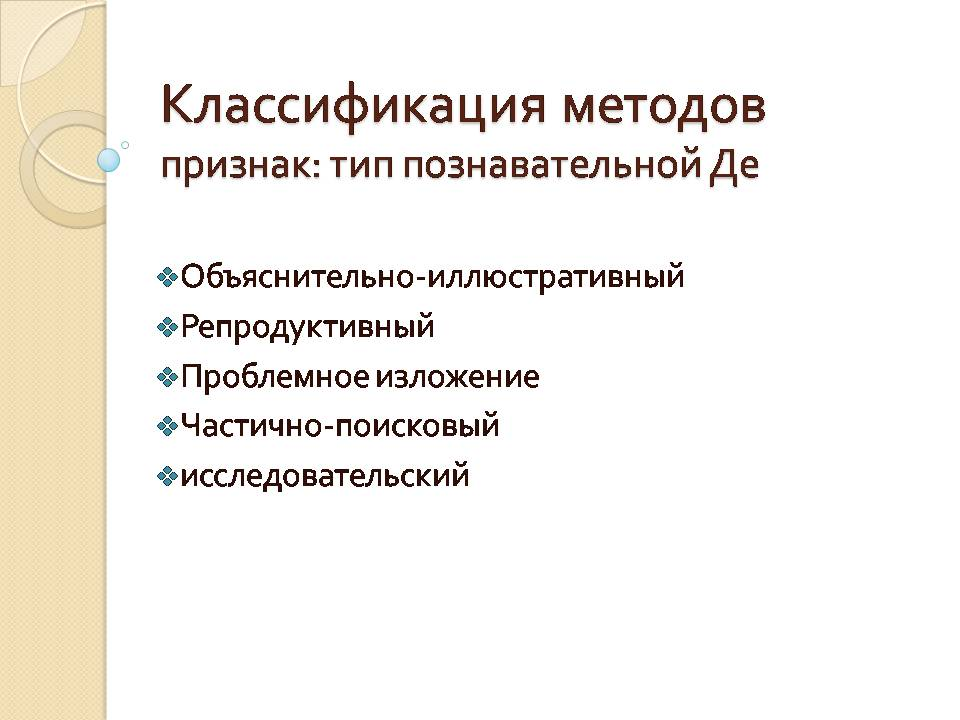 Классификация методов
признак: тип познавательной Де
Объяснительно-иллюстративный
Репродуктивный
Проблемное изложение
Частично-поисковый
исследовательский